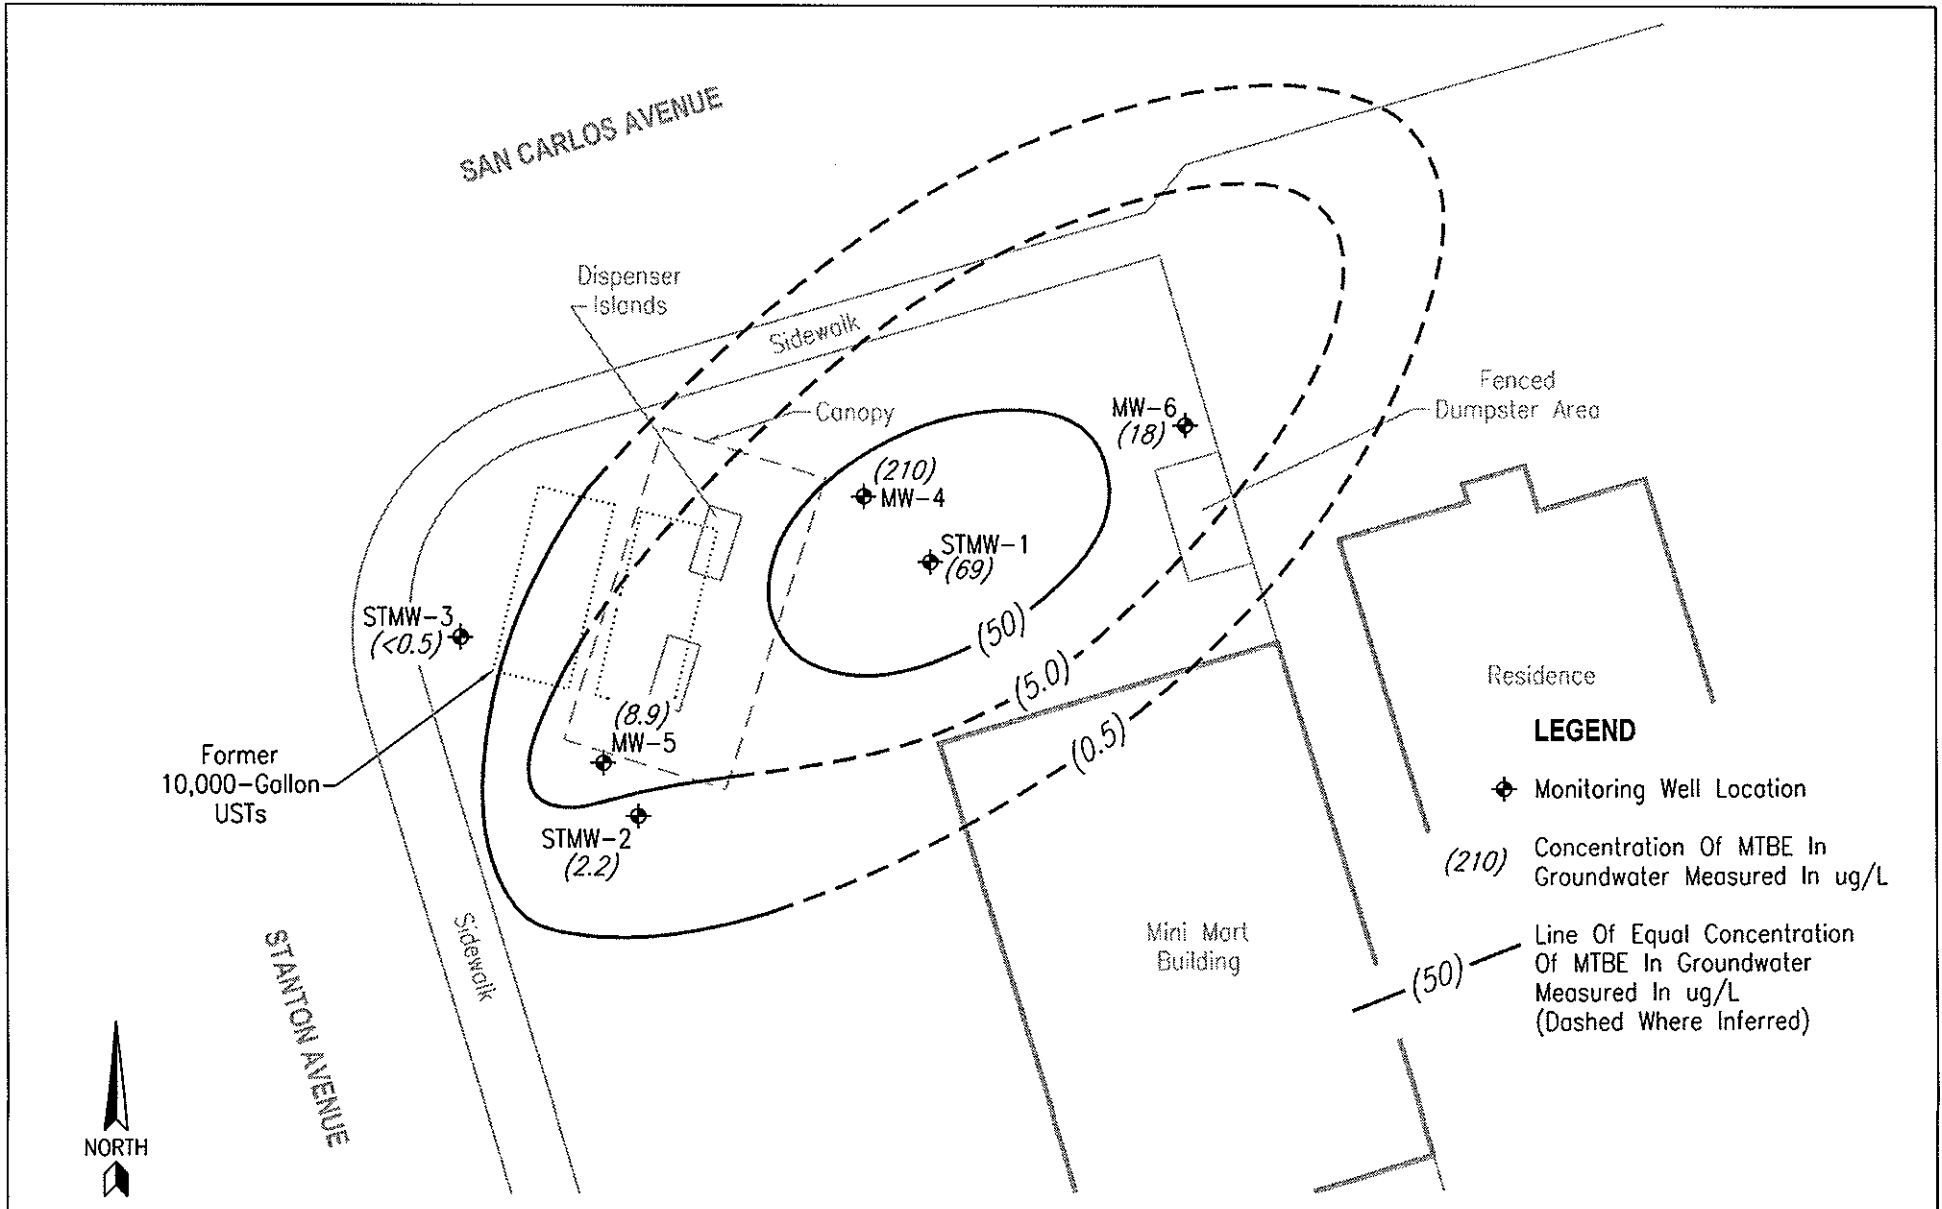 SAN CARLOS AVENUE
Dispenser
Islands
Sidewalk
Canopy
Fenced
Dumpster Area
MW-6
(18)
(210)
MW-4
STMW-1
(69)
STMW-3
(<0.5)
(50)
(5.0)
(0.5)
Residence
(8.9)
MW-5
STMW-2
(2.2)
Former
10,000-Gallon
USTs
Mini Mart
Building
Sidewalk
STANTON AVENUE
NORTH
LEGEND
Monitoring Well Location
(210) Concentration Of MTBE In
Groundwater Measured In ug/L
(50) Line Of Equal Concentration
Of MTBE In Groundwater
Measured In ug/L
(Dashed Where Inferred)